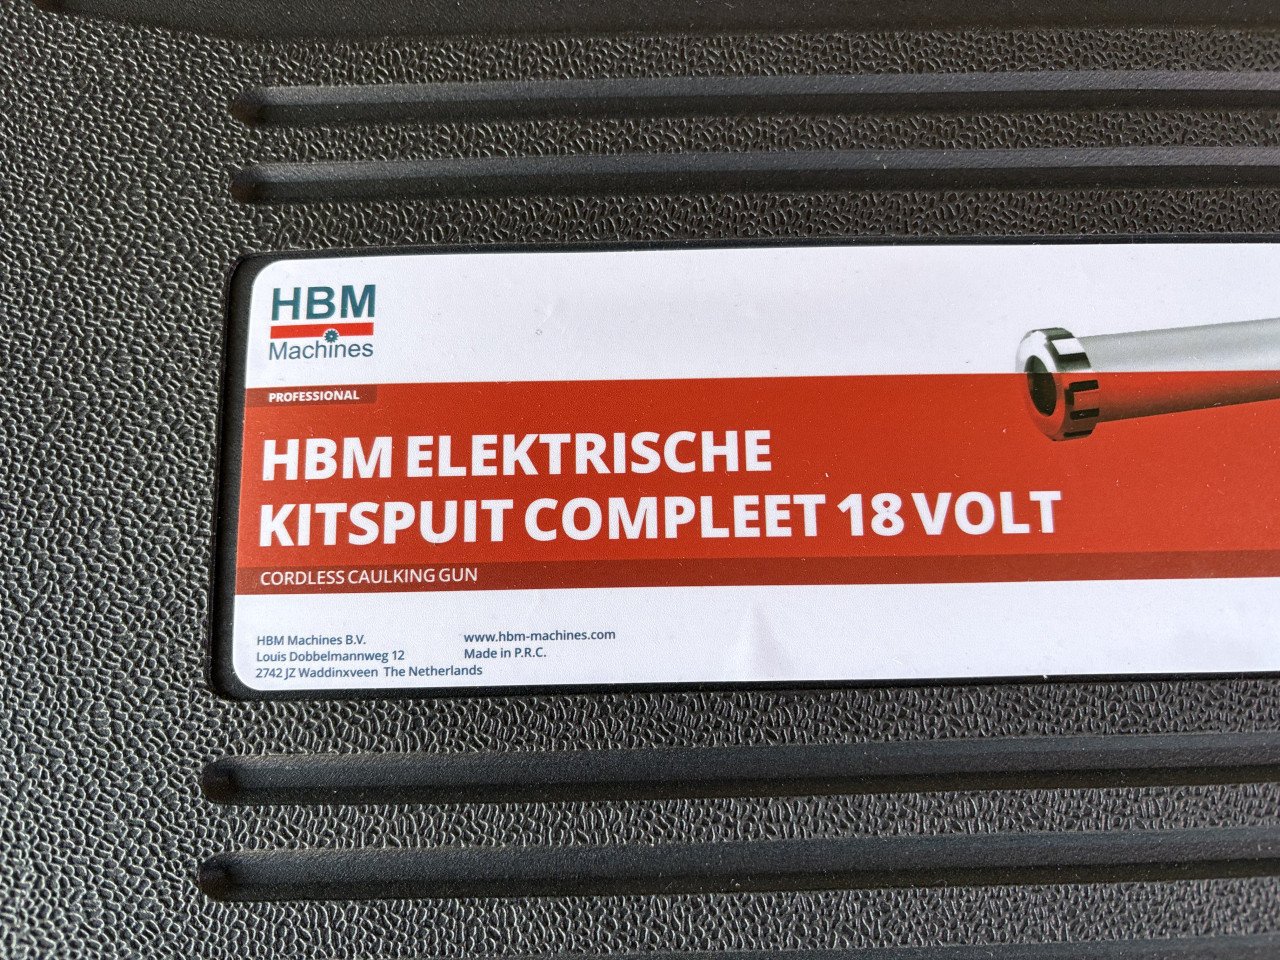 HBM
Machines
PROFESSIONAL
HBM ELEKTRISCHE
KITSPUIT COMPLEET 18 VOLT
CORDLESS CAULKING GUN
HBM Machines B.V.
Louis Dobbelmannweg 12
2742 JZ Waddinxveen The Netherlands
www.hbm-machines.com
Made in P.R.C.